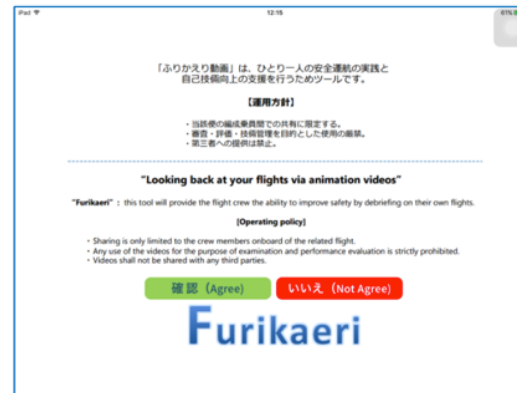 iPad 12:15 61%
「ふりかえり動画」は、ひとり一人の安全運航の実践と
自己技倆向上の支援を行うためツールです。
【運用方針】
・当該便の編成乗員間での共有に限定する。
・審査・評価・技倆管理を目的とした使用の厳禁。
・第三者への提供は禁止。
“Looking back at your flights via animation videos”
“Furikaeri” : this tool will provide the flight crew the ability to improve safety by debriefing on their own flights.
[Operating policy]
・Sharing is only limited to the crew members onboard of the related flight.
・Any use of the videos for the purpose of examination and performance evaluation is strictly prohibited.
・Videos shall not be shared with any third parties.
確認（Agree） いいえ（Not Agree）
Furikaeri